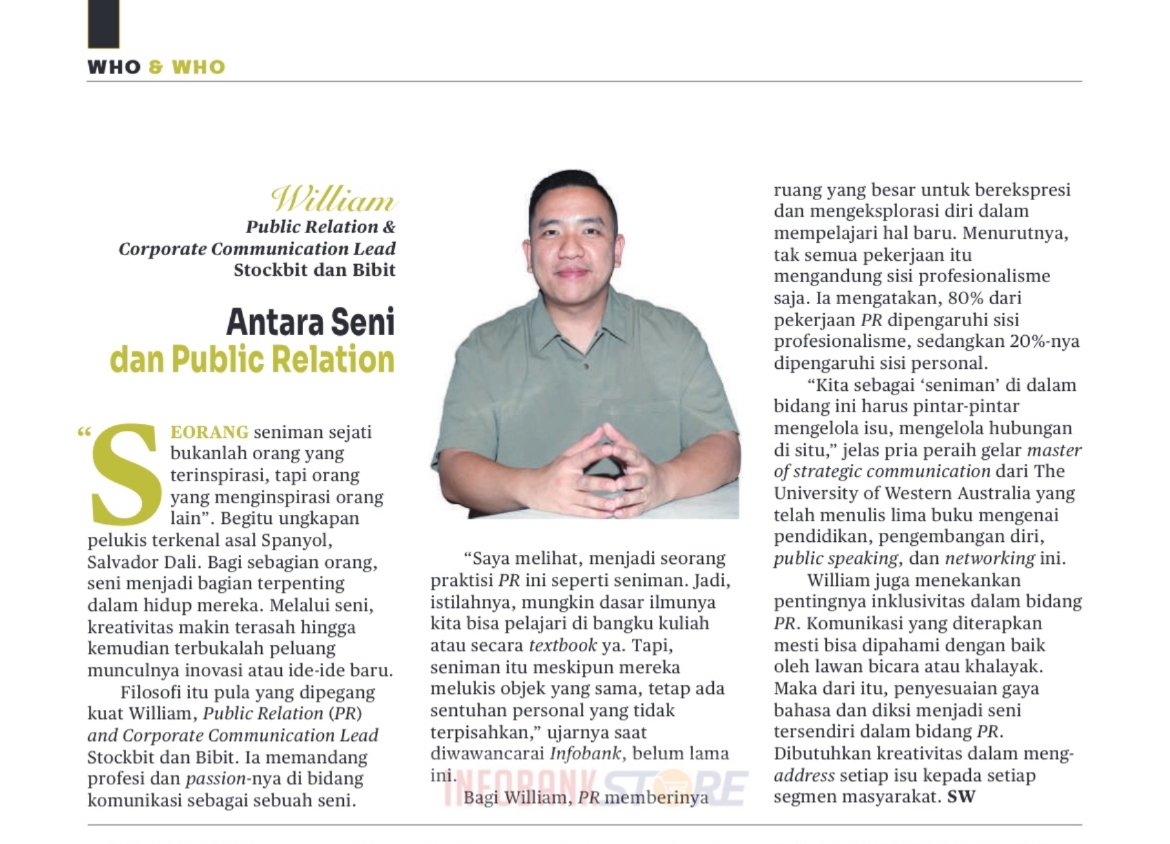 WHO & WHO
William
Public Relation &
Corporate Communication Lead
Stockbit dan Bibit
Antara Seni
dan Public Relation
“SEORANG seniman sejati
bukanlah orang yang
terinspirasi, tapi orang
yang menginspirasi orang
lain”. Begitu ungkapan
pelukis terkenal asal Spanyol,
Salvador Dali. Bagi sebagian orang,
seni menjadi bagian terpenting
dalam hidup mereka. Melalui seni,
kreativitas makin terasah hingga
kemudian terbukalah peluang
munculnya inovasi atau ide-ide baru.
Filosofi itu pula yang dipegang
kuat William, Public Relation (PR)
and Corporate Communication Lead
Stockbit dan Bibit. Ia memandang
profesi dan passion-nya di bidang
komunikasi sebagai sebuah seni.
“Saya melihat, menjadi seorang
praktisi PR ini seperti seniman. Jadi,
istilahnya, mungkin dasar ilmunya
kita bisa pelajari di bangku kuliah
atau secara textbook ya. Tapi,
seniman itu meskipun mereka
melukis objek yang sama, tetap ada
sentuhan personal yang tidak
terpisahkan,” ujarnya saat
diwawancarai Infobank, belum lama
ini.
INFOBANKSTORE
Bagi William, PR memberinya
ruang yang besar untuk berekspresi
dan mengeksplorasi diri dalam
mempelajari hal baru. Menurutnya,
tak semua pekerjaan itu
mengandung sisi profesionalisme
saja. Ia mengatakan, 80% dari
pekerjaan PR dipengaruhi sisi
profesionalisme, sedangkan 20%-nya
dipengaruhi sisi personal.
“Kita sebagai ‘seniman’ di dalam
bidang ini harus pintar-pintar
mengelola isu, mengelola hubungan
di situ,” jelas pria peraih gelar master
of strategic communication dari The
University of Western Australia yang
telah menulis lima buku mengenai
pendidikan, pengembangan diri,
public speaking, dan networking ini.
William juga menekankan
pentingnya inklusivitas dalam bidang
PR. Komunikasi yang diterapkan
mesti bisa dipahami dengan baik
oleh lawan bicara atau khalayak.
Maka dari itu, penyesuaian gaya
bahasa dan diksi menjadi seni
tersendiri dalam bidang PR.
Dibutuhkan kreativitas dalam meng-
address setiap isu kepada setiap
segmen masyarakat. SW